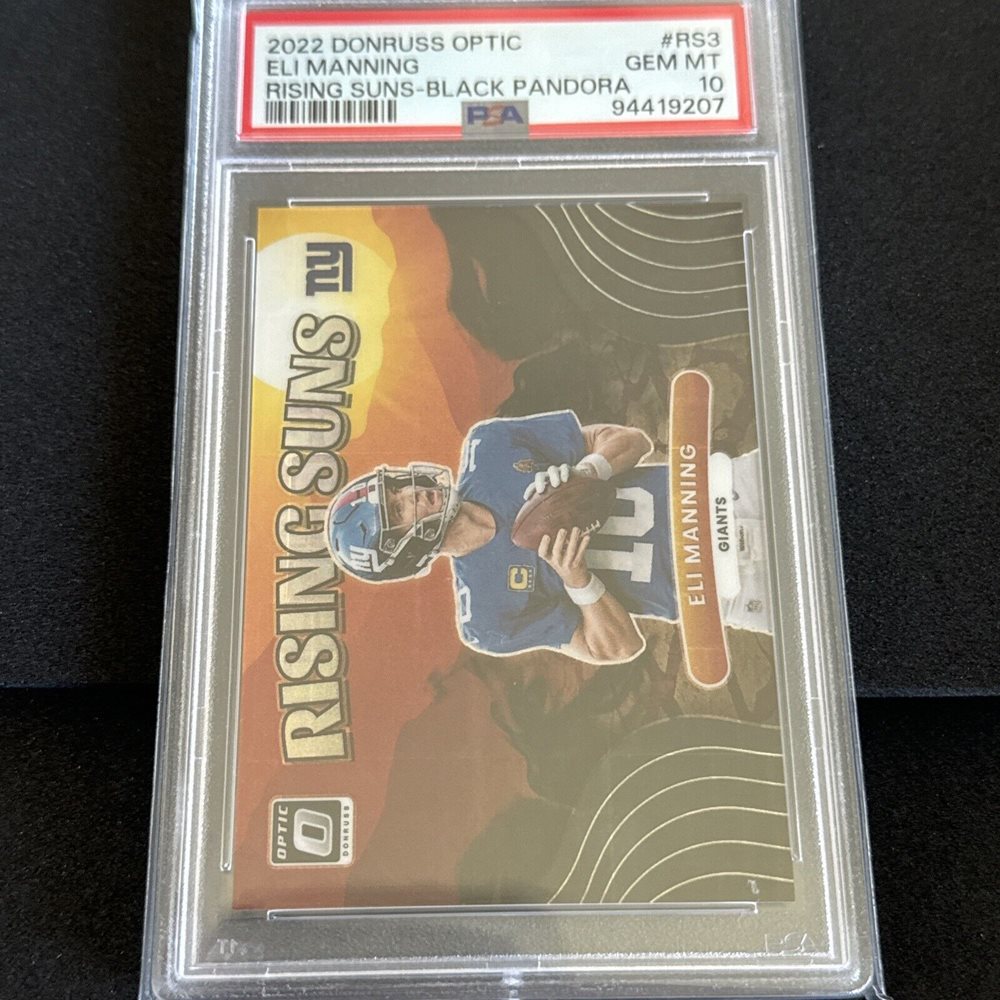 2022 DONRUSS OPTIC #RS3
ELI MANNING GEM MT
RISING SUNS-BLACK PANDORA 10
94419207
PSA
RISING SUNS
NY
NY
C
10
ELI MANNING
GIANTS
OPTIC
DONRUSS